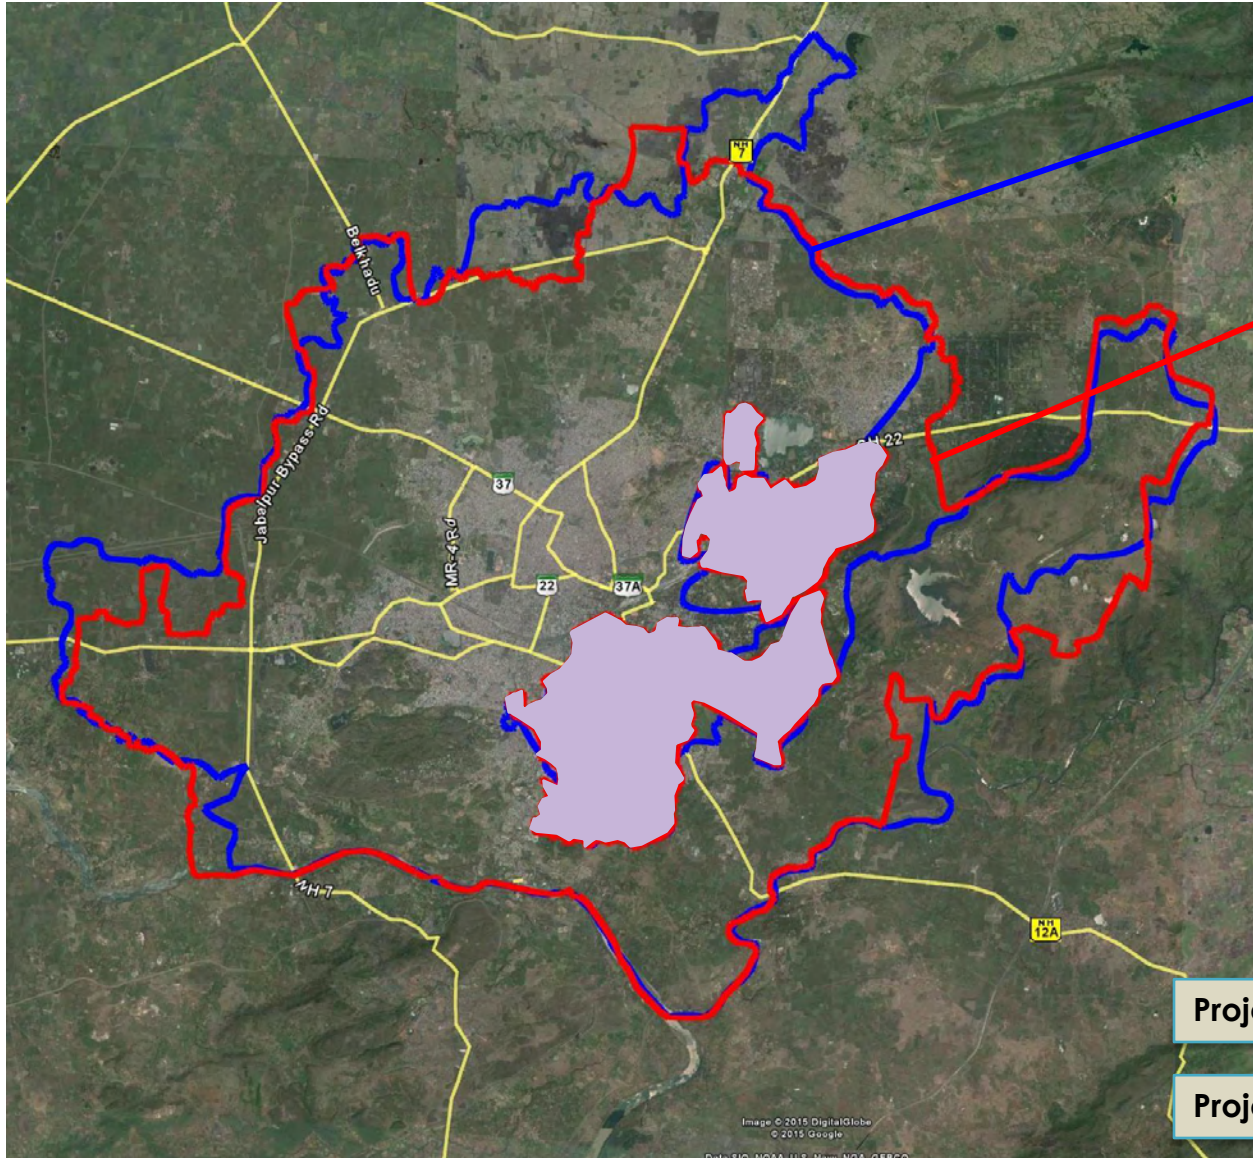 NH
7
Belkhadu
SH 22
Jabalpur Bypass Rd
37
MR-4 Rd
22
37A
NH 7
NH
12A
Proj
Proj
Image © 2015 DigitalGlobe
© 2015 Google